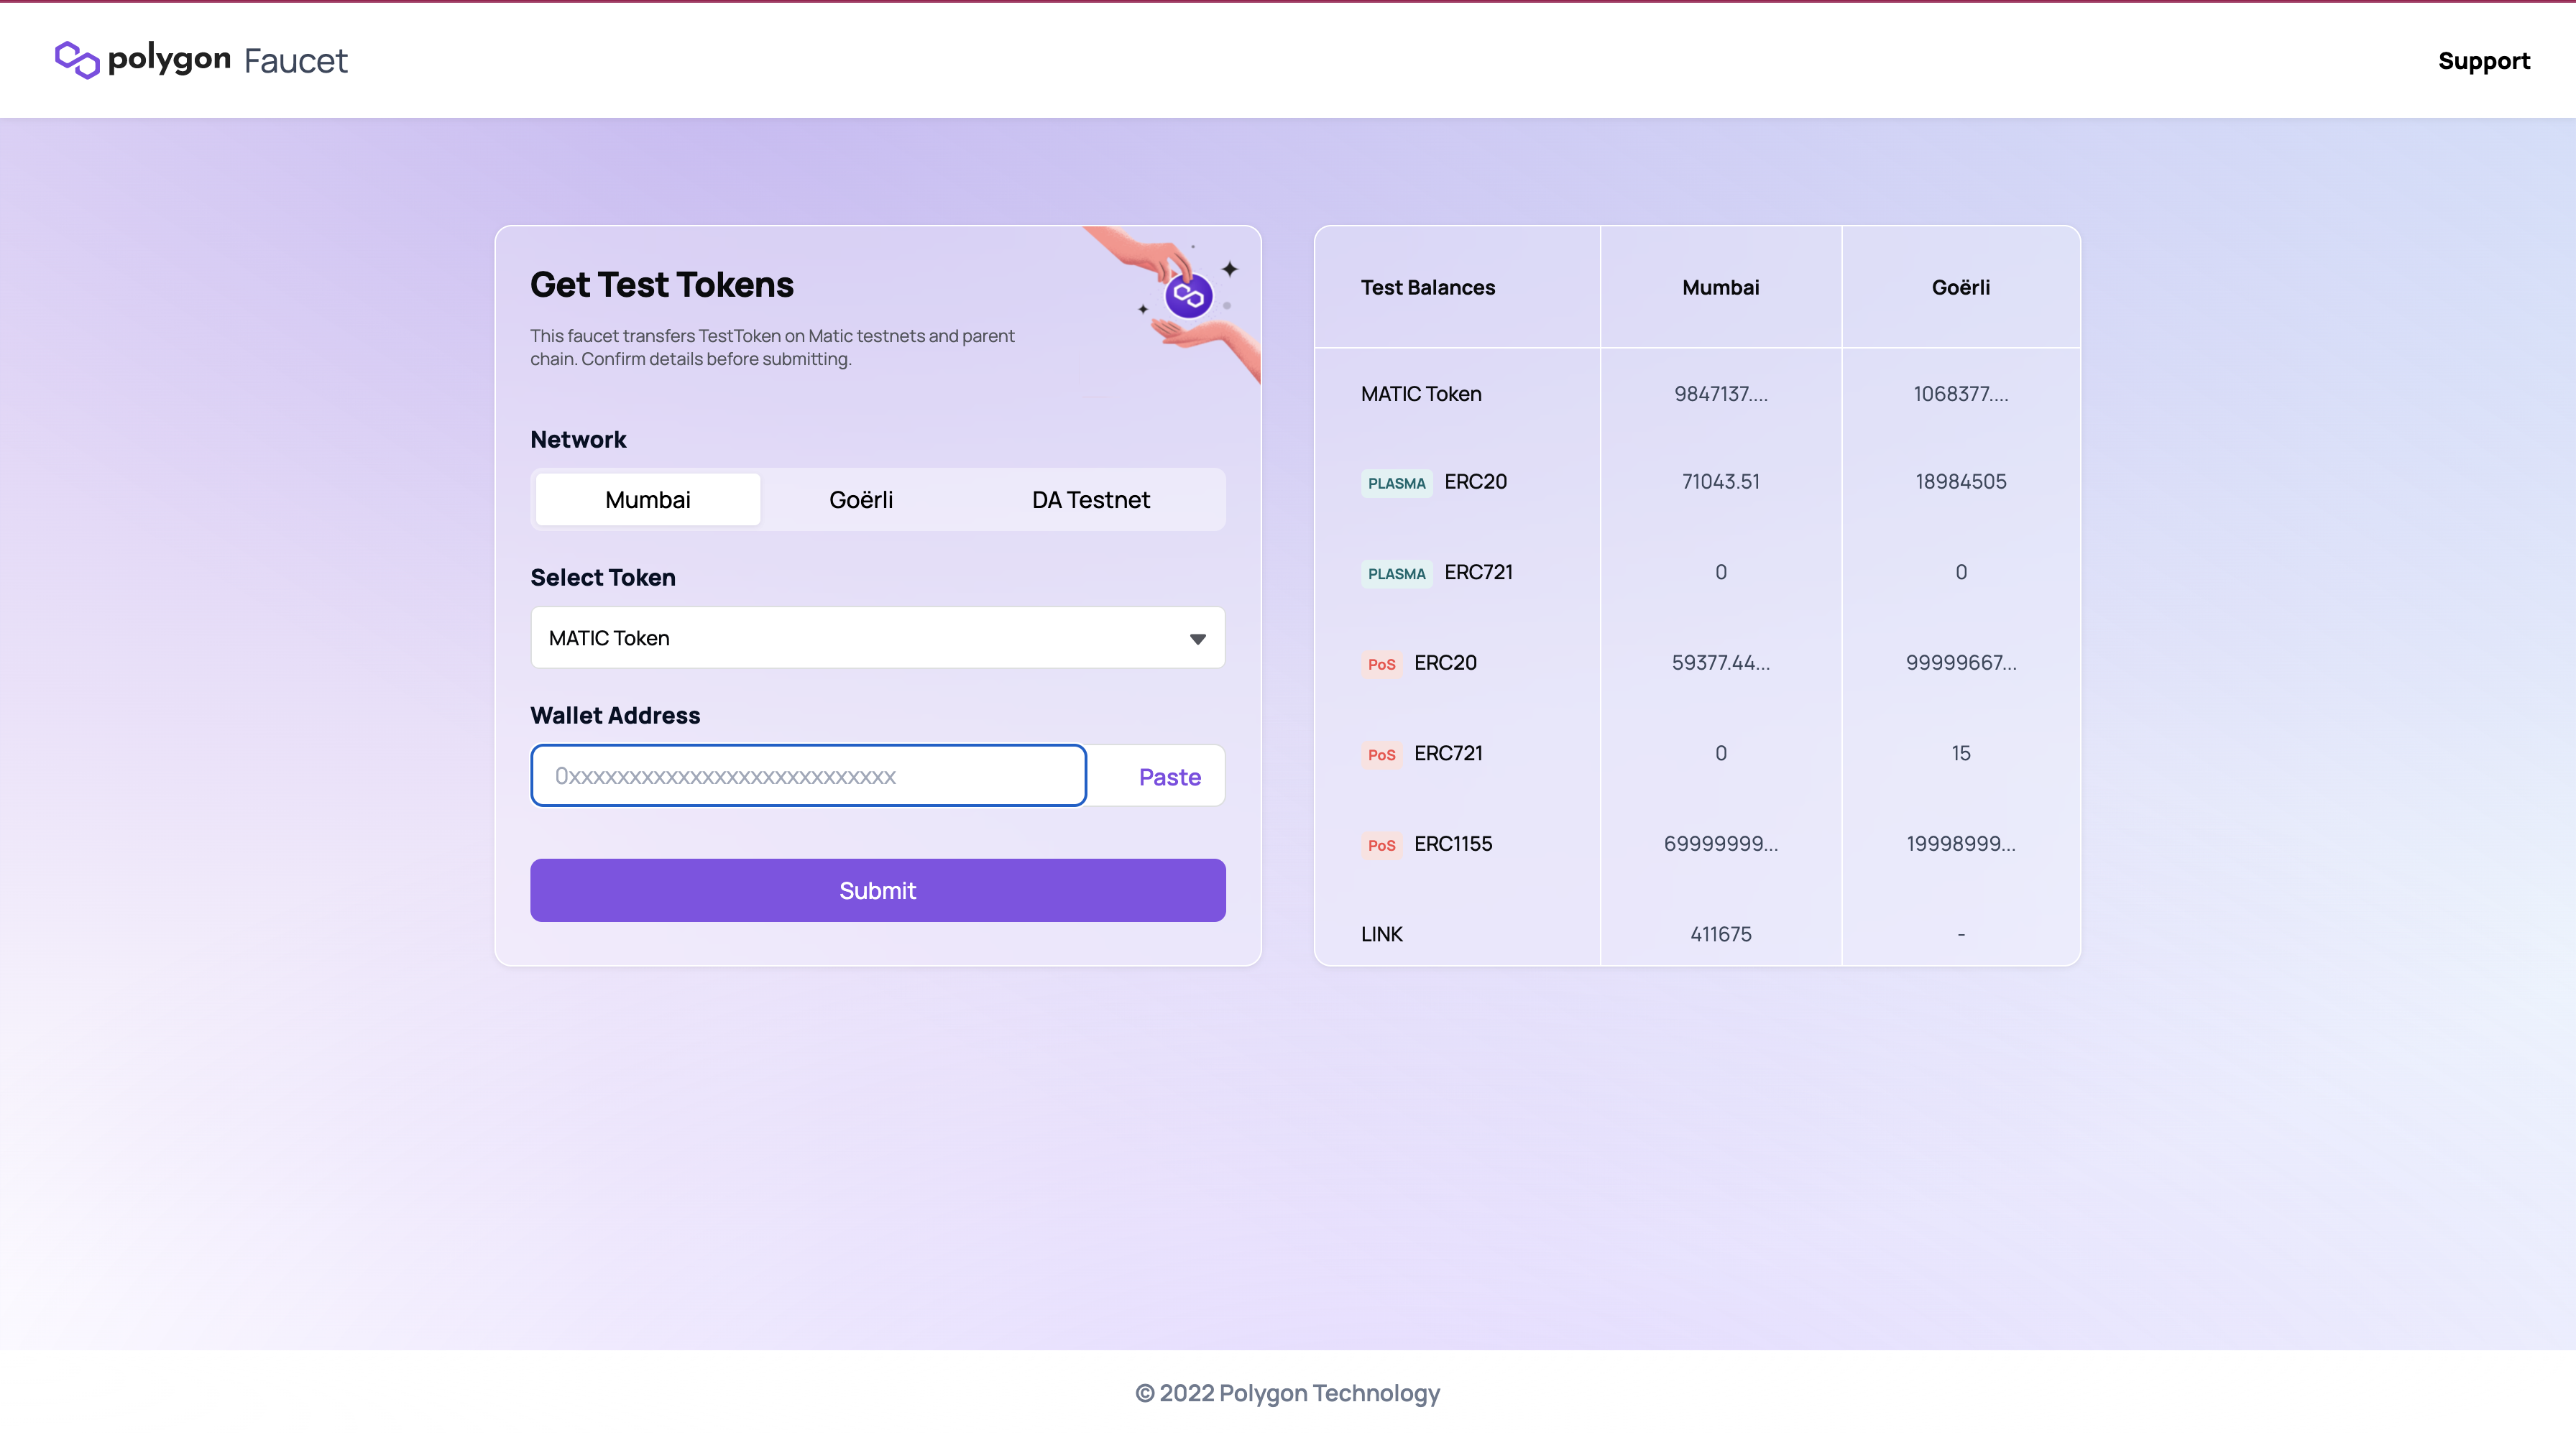 polygon Faucet
Support
Get Test Tokens
This faucet transfers TestToken on Matic testnets and parent
chain. Confirm details before submitting.
Network
Mumbai Goërli DA Testnet
Select Token
MATIC Token
Wallet Address
0xxxxxxxxxxxxxxxxxxxxxxxxxxx Paste
Submit
Test Balances Mumbai Goërli
MATIC Token 9847137.... 1068377....
PLASMA ERC20 71043.51 18984505
PLASMA ERC721 0 0
PoS ERC20 59377.44... 99999667...
PoS ERC721 0 15
PoS ERC1155 69999999... 19998999...
LINK 411675 -
© 2022 Polygon Technology